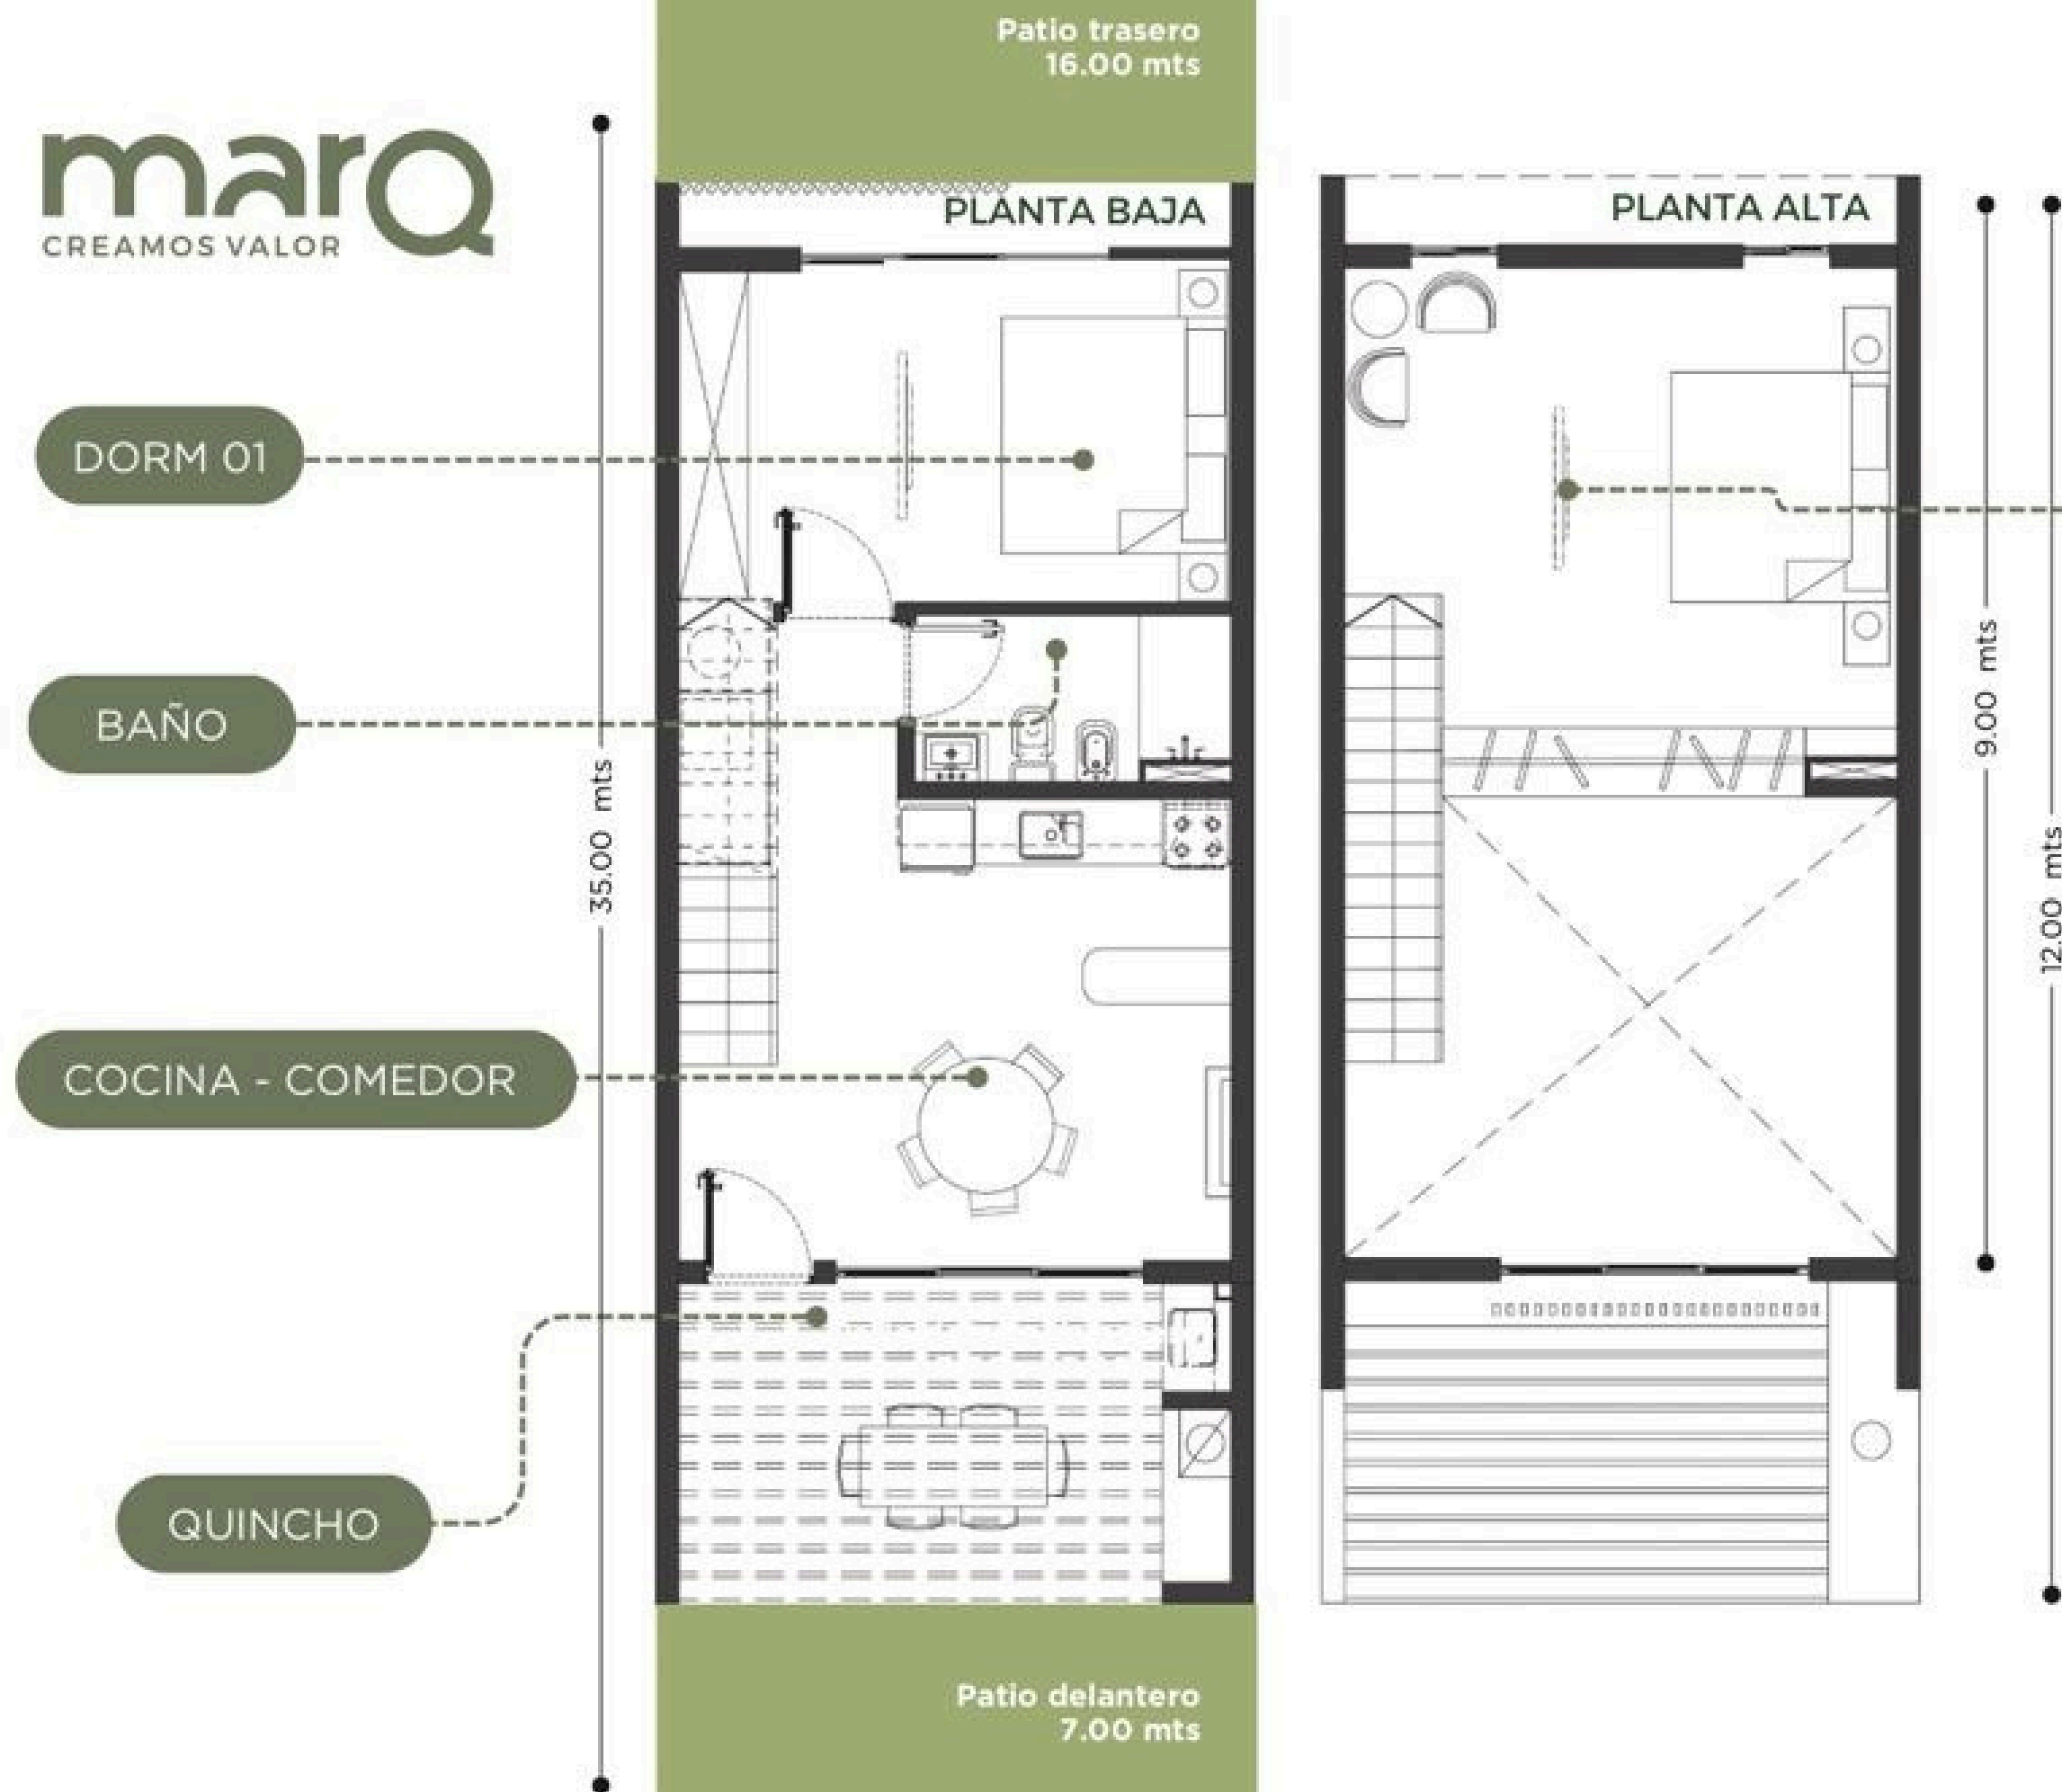 Patio trasero
16.00 mts
marQ
CREAMOS VALOR
PLANTA BAJA
PLANTA ALTA
DORM 01
BAÑO
35.00 mts
9.00 mts
12.00 mts
COCINA - COMEDOR
QUINCHO
Patio delantero
7.00 mts